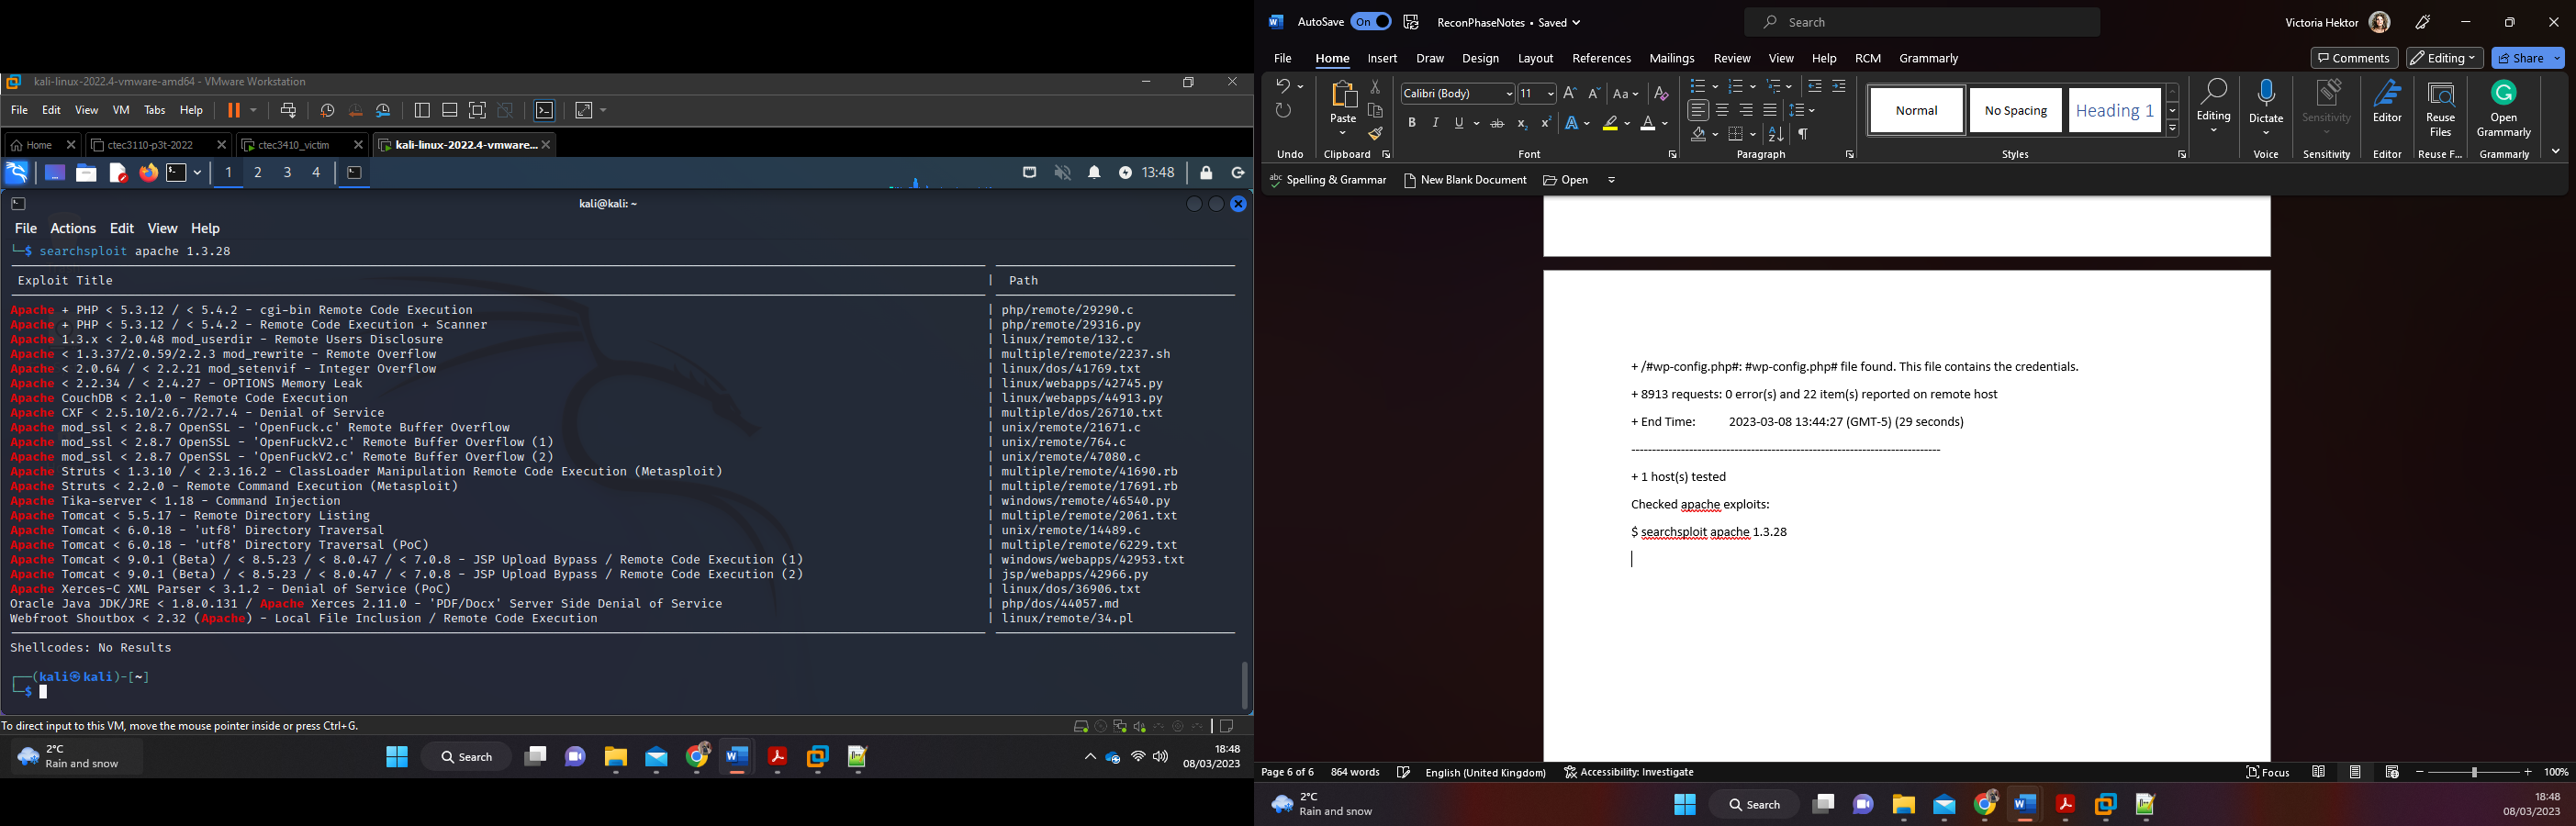 kali-linux-2022.4-vmware-amd64 - VMware Workstation
File Edit View VM Tabs Help
Home ctec3110-p3t-2022 ctec3410_victim kali-linux-2022.4-vmware...
1 2 3 4 13:48
kali@kali: ~
File Actions Edit View Help
└─$ searchsploit apache 1.3.28
Exploit Title | Path
Apache + PHP < 5.3.12 / < 5.4.2 - cgi-bin Remote Code Execution | php/remote/29290.c
Apache + PHP < 5.3.12 / < 5.4.2 - Remote Code Execution + Scanner | php/remote/29316.py
Apache 1.3.x < 2.0.48 mod_userdir - Remote Users Disclosure | linux/remote/132.c
Apache < 1.3.37/2.0.59/2.2.3 mod_rewrite - Remote Overflow | multiple/remote/2237.sh
Apache < 2.0.64 / < 2.2.21 mod_setenvif - Integer Overflow | linux/dos/41769.txt
Apache < 2.2.34 / < 2.4.27 - OPTIONS Memory Leak | linux/webapps/42745.py
Apache CouchDB < 2.1.0 - Remote Code Execution | linux/webapps/44913.py
Apache CXF < 2.5.10/2.6.7/2.7.4 - Denial of Service | multiple/dos/26710.txt
Apache mod_ssl < 2.8.7 OpenSSL - 'OpenFuck.c' Remote Buffer Overflow | unix/remote/21671.c
Apache mod_ssl < 2.8.7 OpenSSL - 'OpenFuckV2.c' Remote Buffer Overflow (1) | unix/remote/764.c
Apache mod_ssl < 2.8.7 OpenSSL - 'OpenFuckV2.c' Remote Buffer Overflow (2) | unix/remote/47080.c
Apache Struts < 1.3.10 / < 2.3.16.2 - ClassLoader Manipulation Remote Code Execution (Metasploit) | multiple/remote/41690.rb
Apache Struts < 2.2.0 - Remote Command Execution (Metasploit) | multiple/remote/17691.rb
Apache Tika-server < 1.18 - Command Injection | windows/remote/46540.py
Apache Tomcat < 5.5.17 - Remote Directory Listing | multiple/remote/2061.txt
Apache Tomcat < 6.0.18 - 'utf8' Directory Traversal | unix/remote/14489.c
Apache Tomcat < 6.0.18 - 'utf8' Directory Traversal (PoC) | multiple/remote/6229.txt
Apache Tomcat < 9.0.1 (Beta) / < 8.5.23 / < 8.0.47 / < 7.0.8 - JSP Upload Bypass / Remote Code Execution (1) | windows/webapps/42953.txt
Apache Tomcat < 9.0.1 (Beta) / < 8.5.23 / < 8.0.47 / < 7.0.8 - JSP Upload Bypass / Remote Code Execution (2) | jsp/webapps/42966.py
Apache Xerces-C XML Parser < 3.1.2 - Denial of Service (PoC) | linux/dos/36906.txt
Oracle Java JDK/JRE < 1.8.0.131 / Apache Xerces 2.11.0 - 'PDF/Docx' Server Side Denial of Service | php/dos/44057.md
Webfroot Shoutbox < 2.32 (Apache) - Local File Inclusion / Remote Code Execution | linux/remote/34.pl
Shellcodes: No Results
┌──(kali㉿kali)-[~]
└─$
To direct input to this VM, move the mouse pointer inside or press Ctrl+G.
2°C
Rain and snow
Search
18:48
08/03/2023
AutoSave On ReconPhaseNotes • Saved Search Victoria Hektor
File Home Insert Draw Design Layout References Mailings Review View Help RCM Grammarly Comments Editing Share
Calibri (Body) 11
Paste
Normal No Spacing Heading 1
Editing Dictate Sensitivity Editor Reuse Files Open Grammarly
Undo Clipboard Font Paragraph Styles Voice Sensitivity Editor Reuse F... Grammarly
Spelling & Grammar New Blank Document Open
+ /#wp-config.php#: #wp-config.php# file found. This file contains the credentials.
+ 8913 requests: 0 error(s) and 22 item(s) reported on remote host
+ End Time: 2023-03-08 13:44:27 (GMT-5) (29 seconds)
---------------------------------------------------------------------------
+ 1 host(s) tested
Checked apache exploits:
$ searchsploit apache 1.3.28
Page 6 of 6 864 words English (United Kingdom) Accessibility: Investigate Focus 100%
2°C
Rain and snow
Search
18:48
08/03/2023